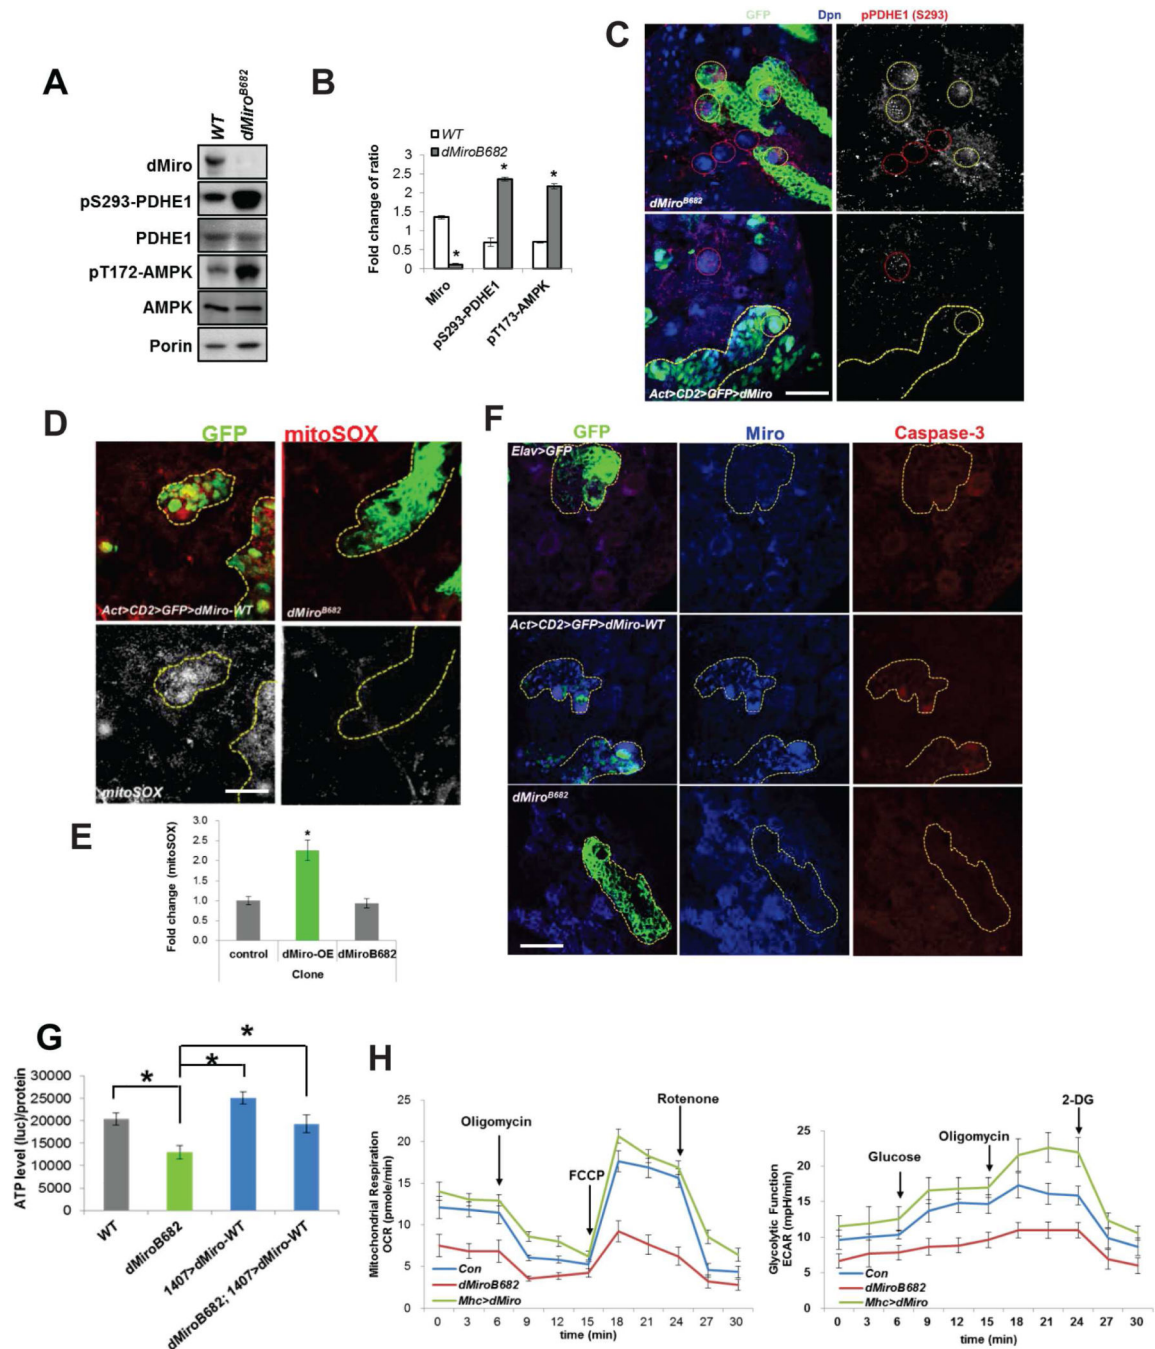 A
WT
dMiroB682
dMiro
pS293-PDHE1
PDHE1
pT172-AMPK
AMPK
Porin
B
WT
dMiroB682
Fold change of ratio
3
2.5
2
1.5
1
0.5
0
*
*
*
Miro
pS293-PDHE1
pT173-AMPK
C
GFP Dpn pPDHE1 (S293)
dMiroB682
Act>CD2>GFP>dMiro
D
GFP mitoSOX
Act>CD2>GFP>dMiro-WT
dMiroB682
mitoSOX
E
Fold change (mitoSOX)
3.0
2.5
2.0
1.5
1.0
0.5
0.0
*
control dMiro-OE dMiroB682
Clone
F
GFP Miro Caspase-3
Elav>GFP
Act>CD2>GFP>dMiro-WT
dMiroB682
G
ATP level (luc)/protein
30000
25000
20000
15000
10000
5000
0
*
*
*
WT
dMiroB682
1407>dMiro-WT
dMiroB682; 1407>dMiro-WT
H
Mitochondrial Respiration
OCR (pmole/min)
25
20
15
10
5
0
Oligomycin
FCCP
Rotenone
Con
dMiroB682
Mhc>dMiro
0 3 6 9 12 15 18 21 24 27 30
time (min)
Glycolytic Function
ECAR (mpH/min)
25
20
15
10
5
0
Glucose
Oligomycin
2-DG
Con
dMiroB682
Mhc>dMiro
0 3 6 9 12 15 18 21 24 27 30
time (min)